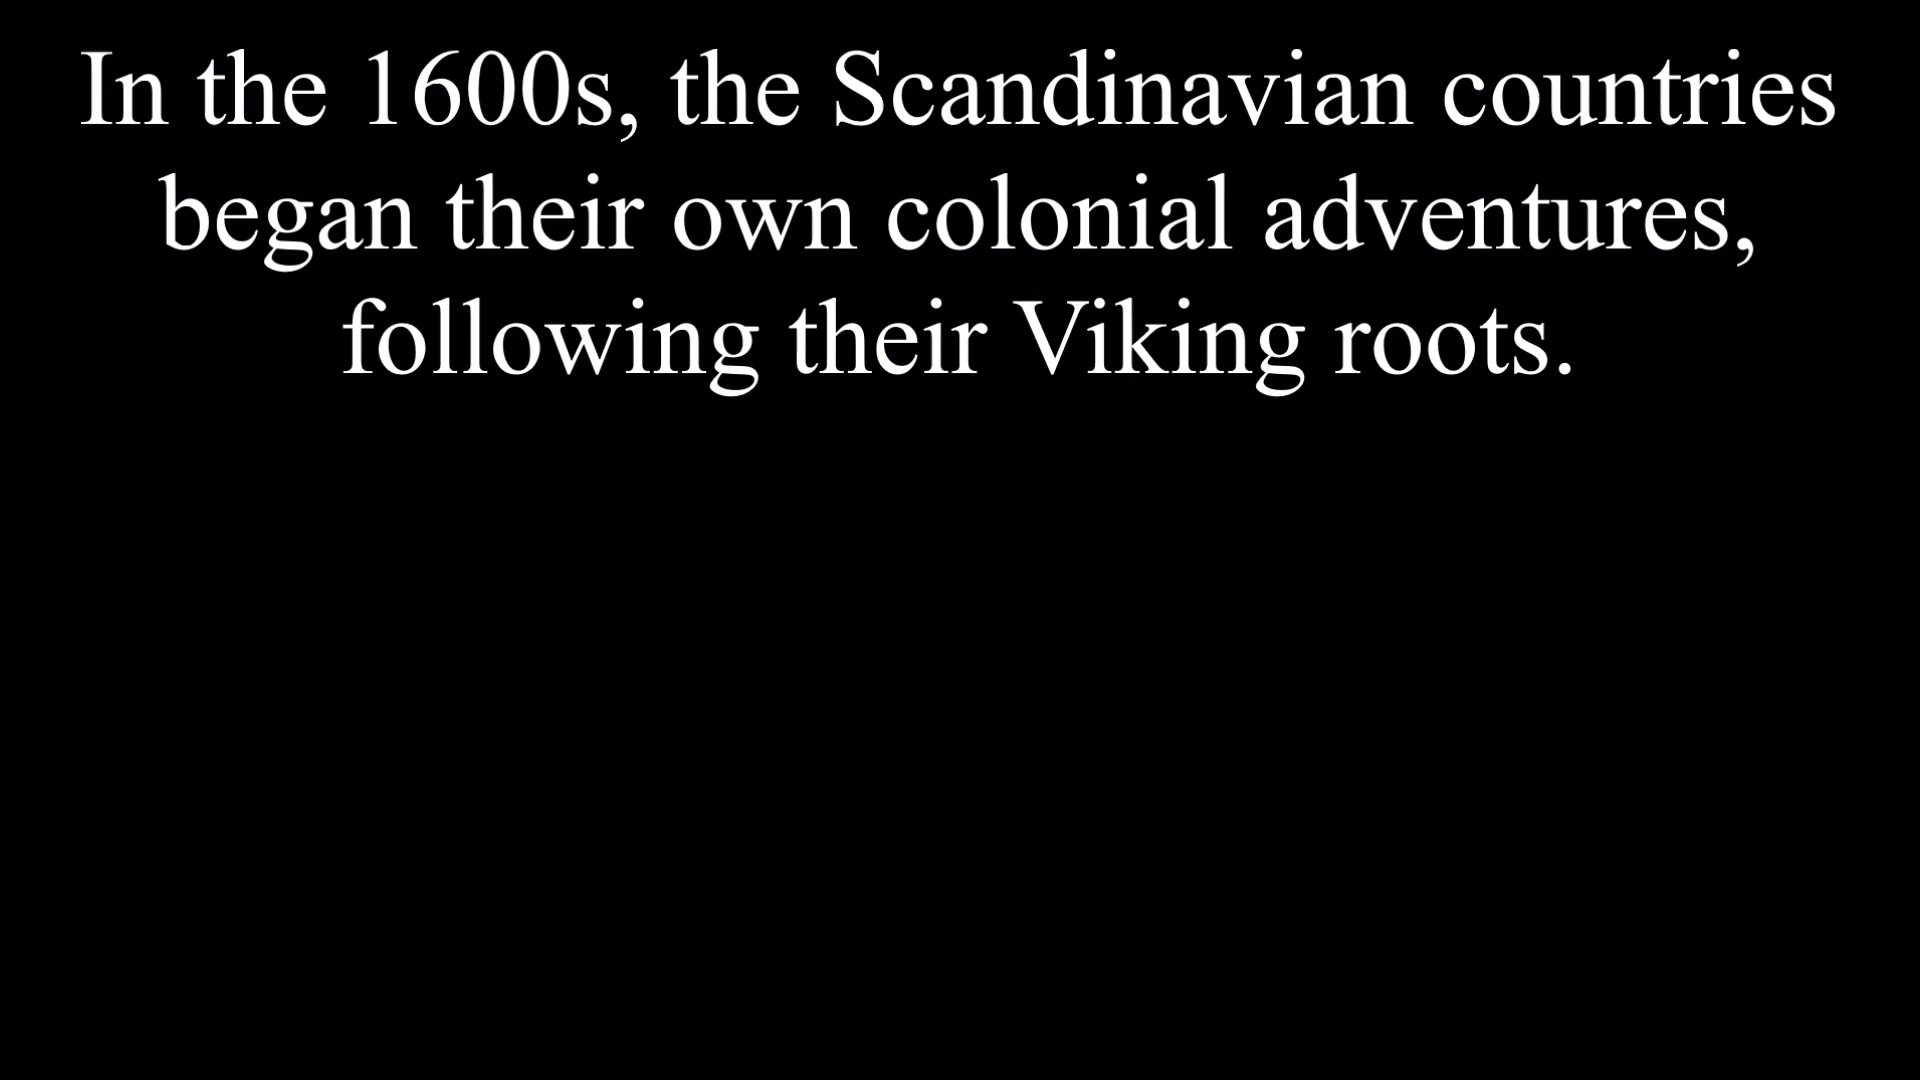 In the 1600s, the Scandinavian countries
began their own colonial adventures,
following their Viking roots.